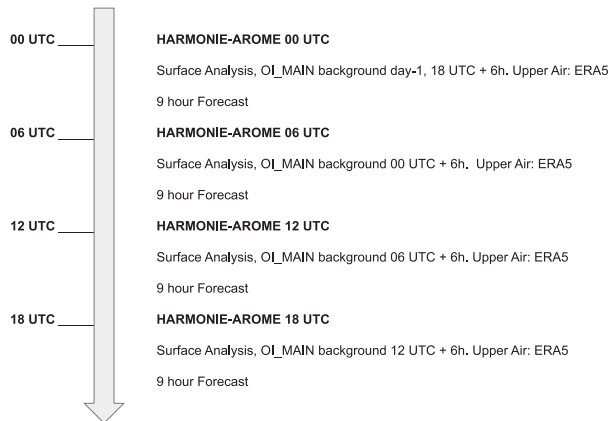 00 UTC HARMONIE-AROME 00 UTC
Surface Analysis, OI_MAIN background day-1, 18 UTC + 6h. Upper Air: ERA5
9 hour Forecast
06 UTC HARMONIE-AROME 06 UTC
Surface Analysis, OI_MAIN background 00 UTC + 6h. Upper Air: ERA5
9 hour Forecast
12 UTC HARMONIE-AROME 12 UTC
Surface Analysis, OI_MAIN background 06 UTC + 6h. Upper Air: ERA5
9 hour Forecast
18 UTC HARMONIE-AROME 18 UTC
Surface Analysis, OI_MAIN background 12 UTC + 6h. Upper Air: ERA5
9 hour Forecast